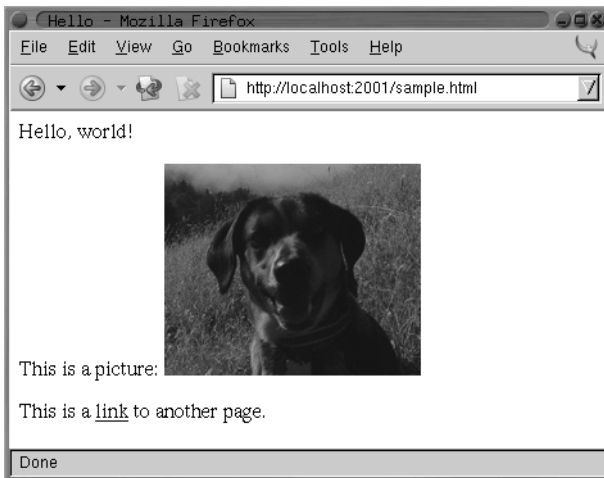 Hello - Mozilla Firefox
File Edit View Go Bookmarks Tools Help
http://localhost:2001/sample.html
Hello, world!
This is a picture:
This is a link to another page.
Done